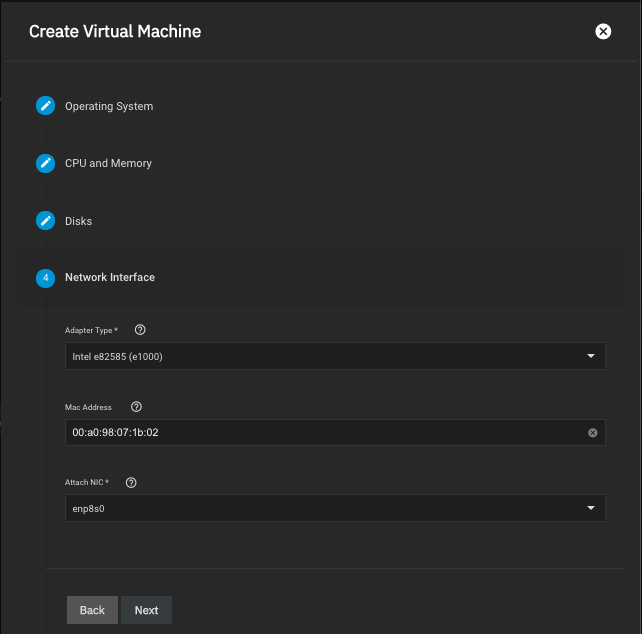 Create Virtual Machine
Operating System
CPU and Memory
Disks
4 Network Interface
Adapter Type *
Intel e82585 (e1000)
Mac Address
00:a0:98:07:1b:02
Attach NIC *
enp8s0
Back Next